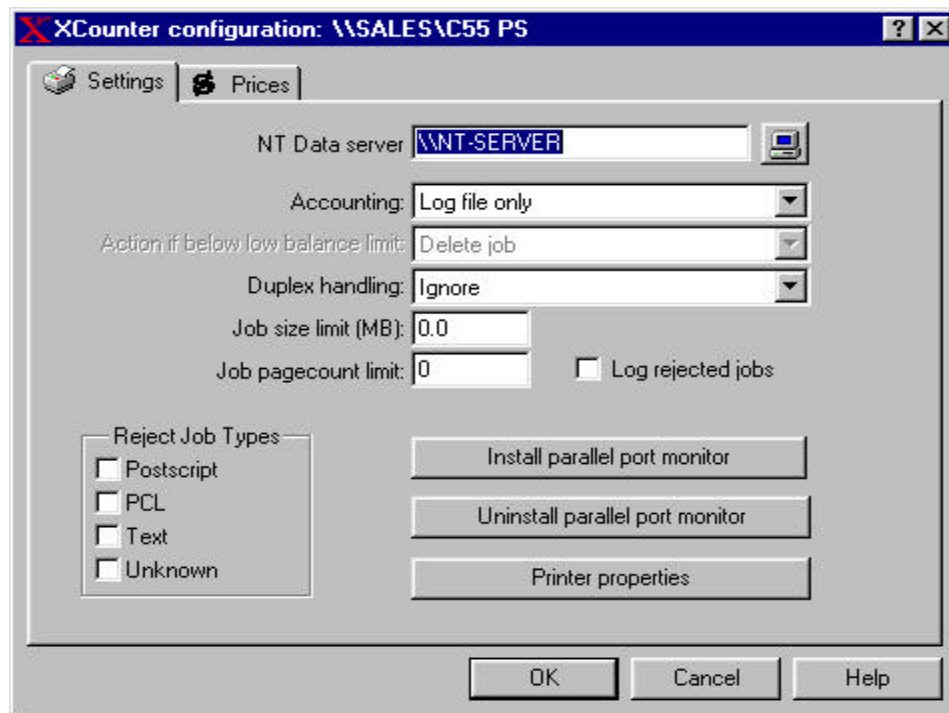 XCounter configuration: \\SALES\C55 PS
Settings
Prices
NT Data server \\NT-SERVER
Accounting: Log file only
Action if below low balance limit: Delete job
Duplex handling: Ignore
Job size limit (MB): 0.0
Job pagecount limit: 0 Log rejected jobs
Reject Job Types
Postscript
PCL
Text
Unknown
Install parallel port monitor
Uninstall parallel port monitor
Printer properties
OK Cancel Help